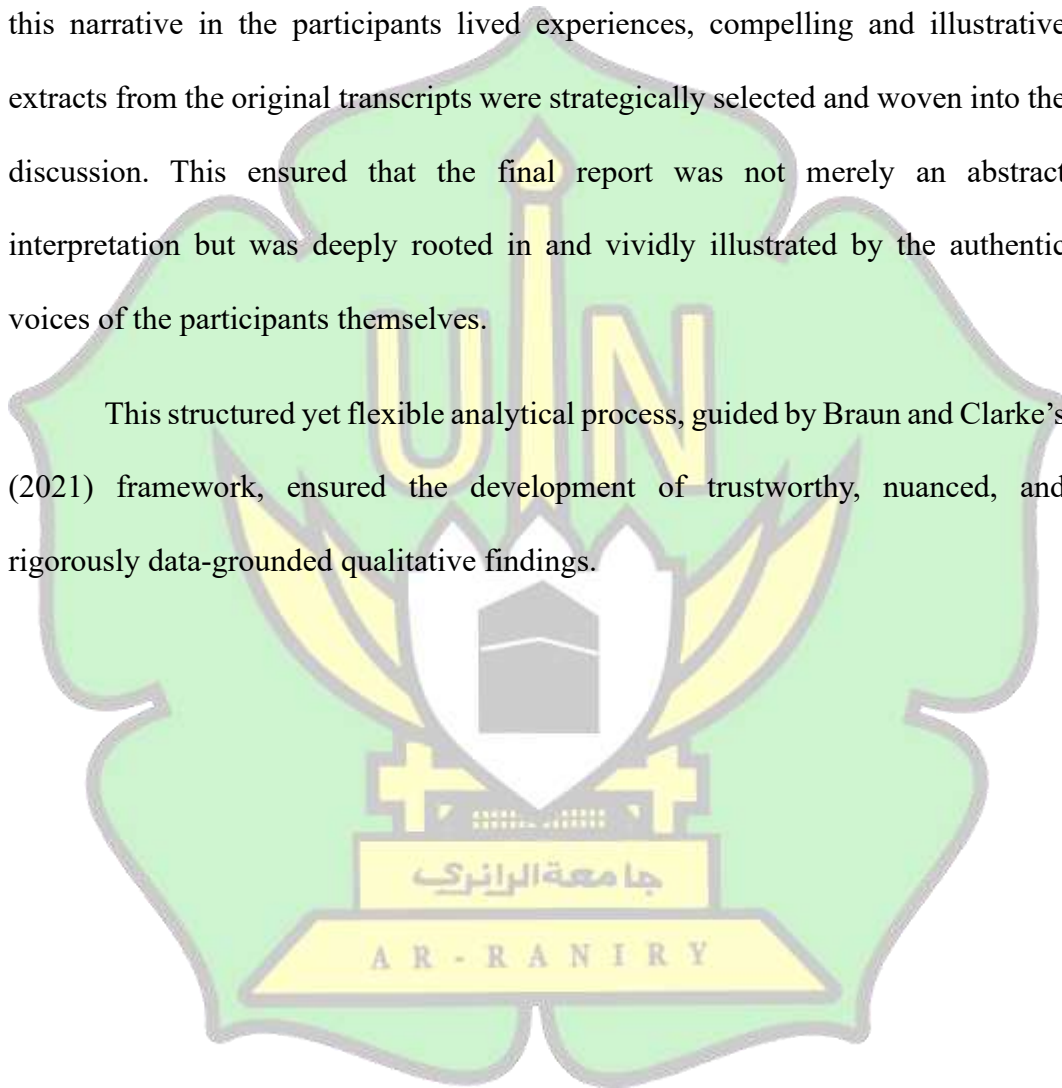 this narrative in the participants lived experiences, compelling and illustrative
extracts from the original transcripts were strategically selected and woven into the
discussion. This ensured that the final report was not merely an abstract
interpretation but was deeply rooted in and vividly illustrated by the authentic
voices of the participants themselves.
UIN
This structured yet flexible analytical process, guided by Braun and Clarke’s
(2021) framework, ensured the development of trustworthy, nuanced, and
rigorously data-grounded qualitative findings.
جامعة الرانري
AR-RANIRY